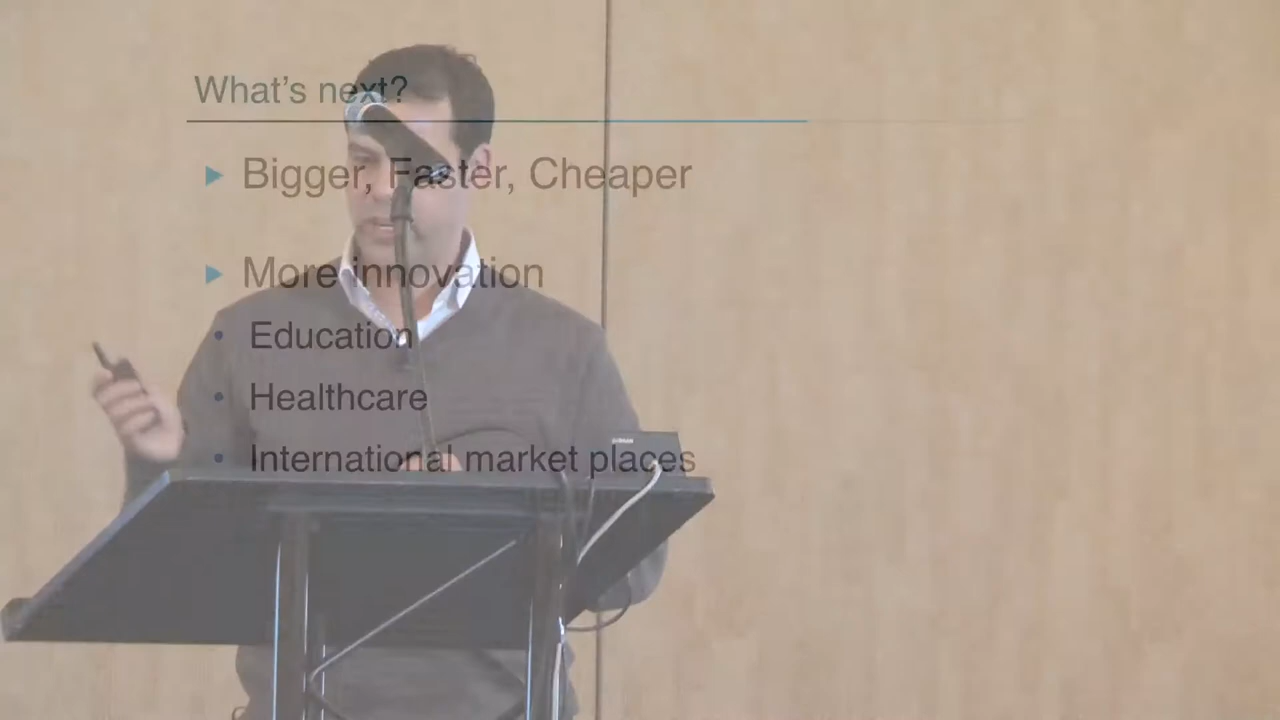 What's next?
Bigger, Faster, Cheaper
More innovation
Education
Healthcare
International market places